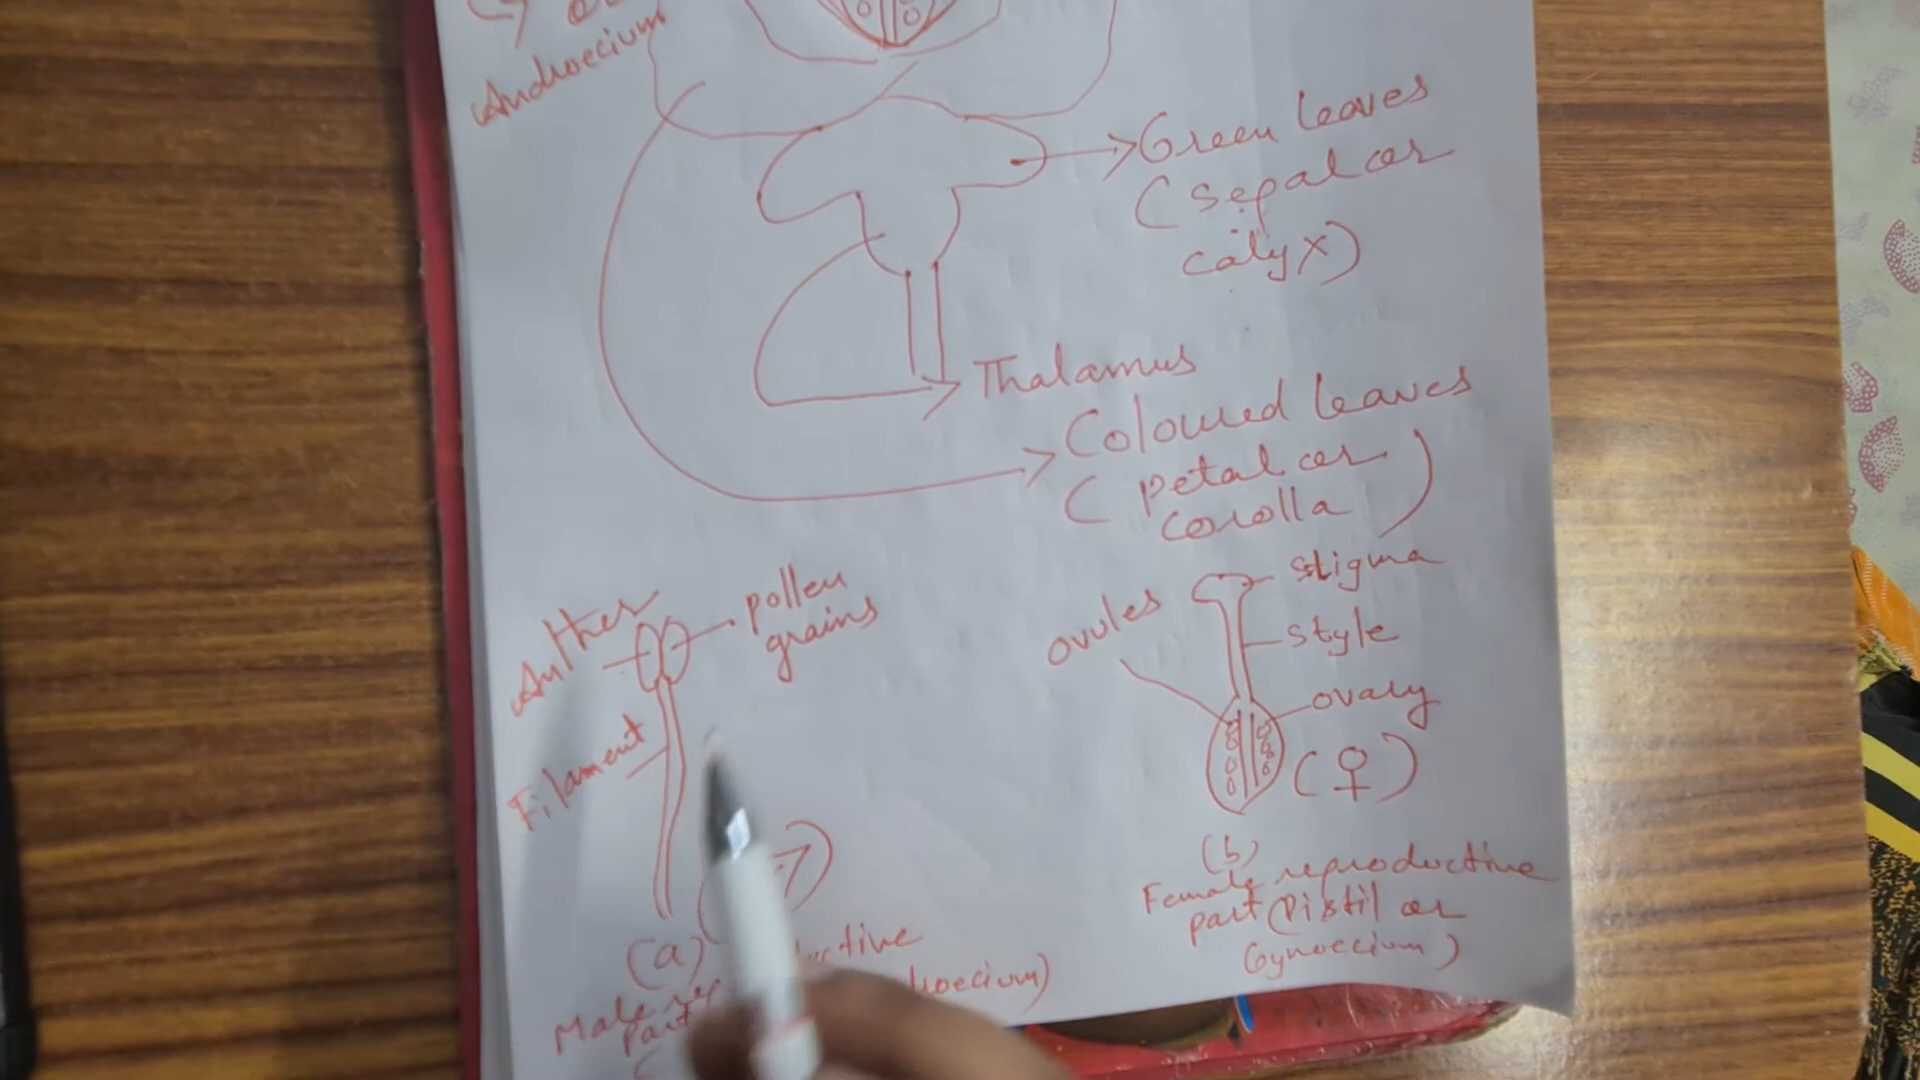 Androecium
Green leaves
(sepal or
calyx)
Thalamus
Coloured leaves
(petal or
corolla)
Anther
pollen
grains
Filament
(a)
Male
part
ovules
stigma
style
ovary
(♀)
(b)
Female reproductive
part (Pistil or
Gynoecium)